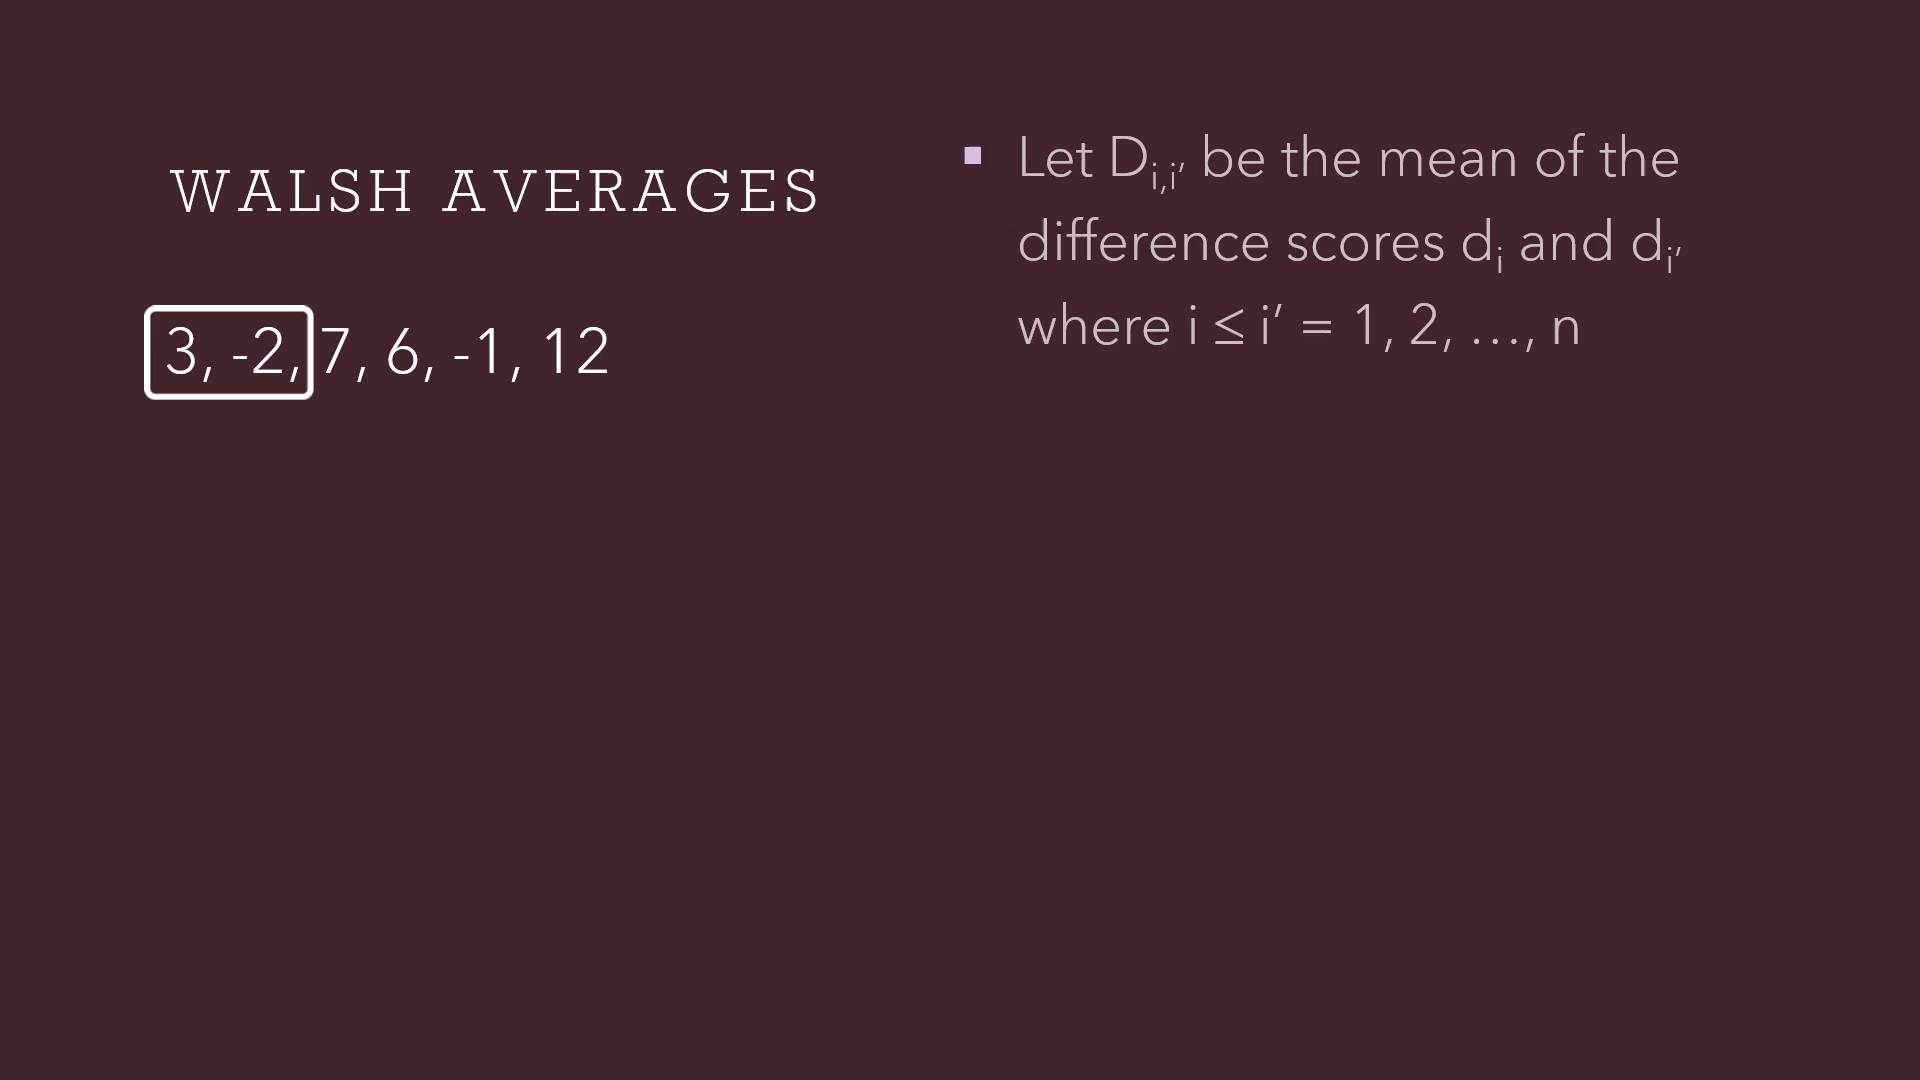 WALSH AVERAGES
3, -2, 7, 6, -1, 12
▪ Let Di,i’ be the mean of the
difference scores di and di’
where i ≤ i’ = 1, 2, …, n